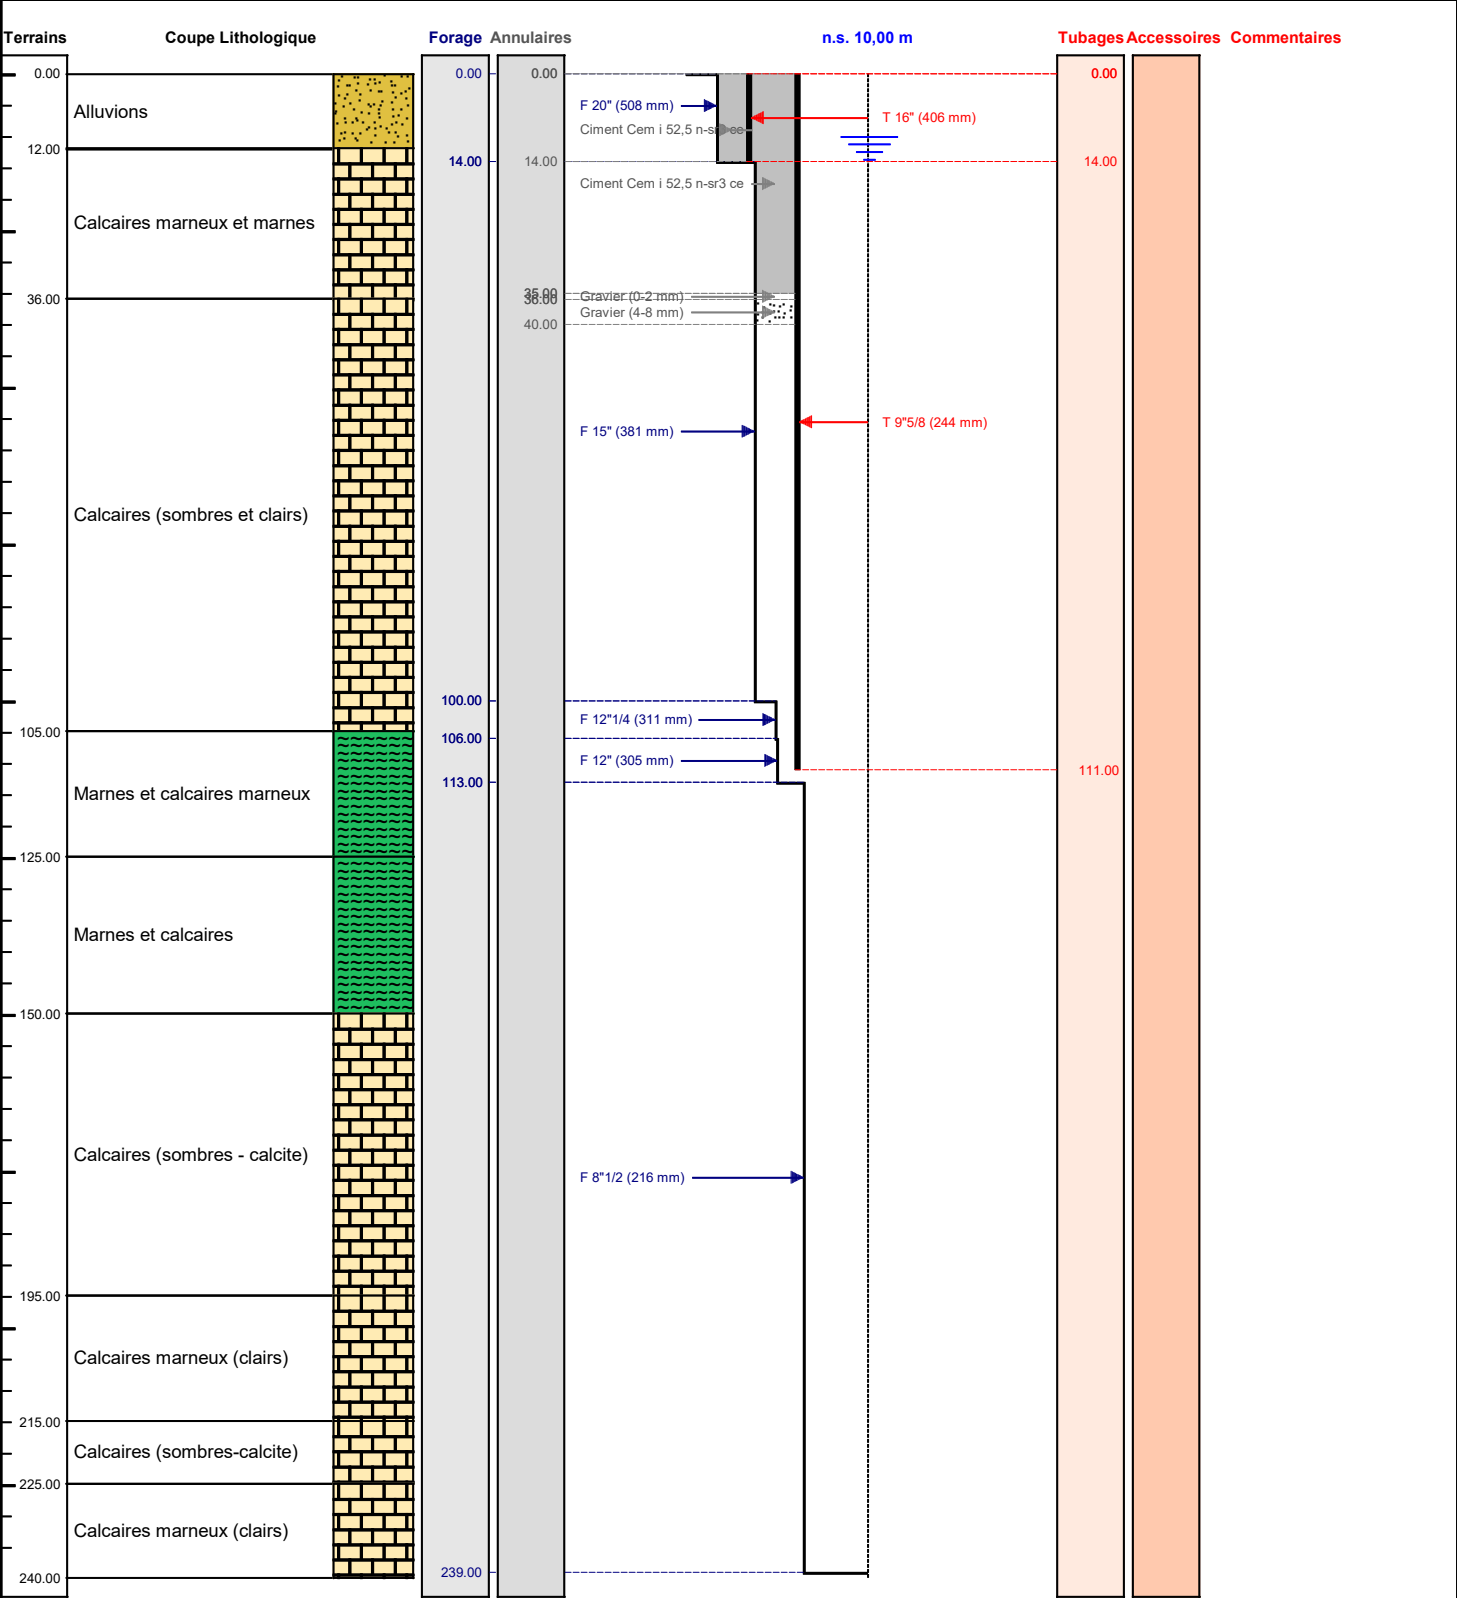 Terrains Coupe Lithologique Forage Annulaires n.s. 10,00 m Tubages Accessoires Commentaires
0.00 0.00 0.00 0.00
F 20" (508 mm)
Alluvions
T 16" (406 mm)
Ciment Cem i 52,5 n-sr3 ce
12.00
14.00 14.00 14.00
Ciment Cem i 52,5 n-sr3 ce
Calcaires marneux et marnes
35.00
Gravier (0-2 mm)
36.00 36.00
Gravier (4-8 mm)
40.00
T 9"5/8 (244 mm)
F 15" (381 mm)
Calcaires (sombres et clairs)
100.00
F 12"1/4 (311 mm)
105.00
106.00
F 12" (305 mm)
111.00
113.00
Marnes et calcaires marneux
125.00
Marnes et calcaires
150.00
Calcaires (sombres - calcite)
F 8"1/2 (216 mm)
195.00
Calcaires marneux (clairs)
215.00
Calcaires (sombres-calcite)
225.00
Calcaires marneux (clairs)
239.00
240.00